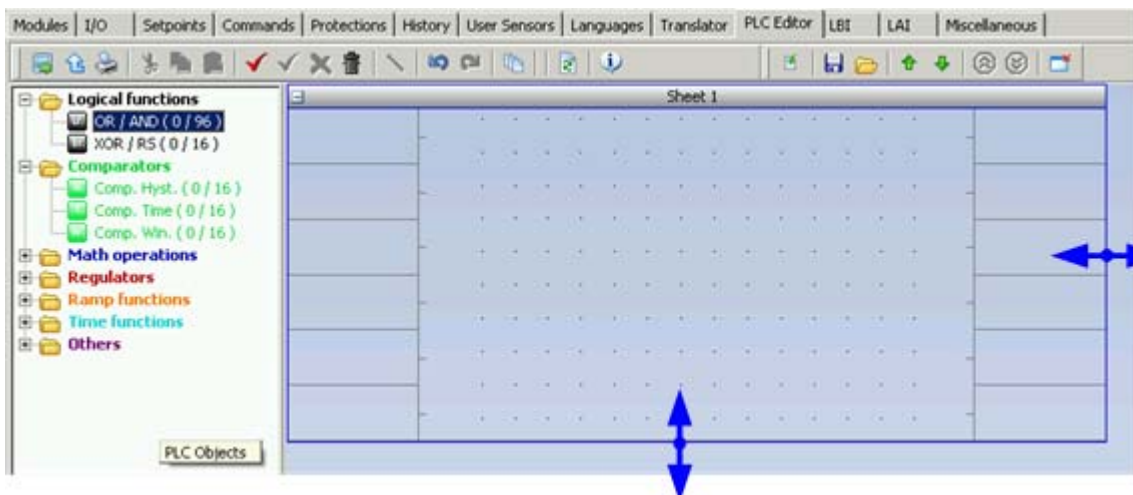 Modules I/O Setpoints Commands Protections History User Sensors Languages Translator PLC Editor LBI LAI Miscellaneous
Sheet 1
Logical functions
OR / AND ( 0 / 96 )
XOR / RS ( 0 / 16 )
Comparators
Comp. Hyst. ( 0 / 16 )
Comp. Time ( 0 / 16 )
Comp. Win. ( 0 / 16 )
Math operations
Regulators
Ramp functions
Time functions
Others
PLC Objects